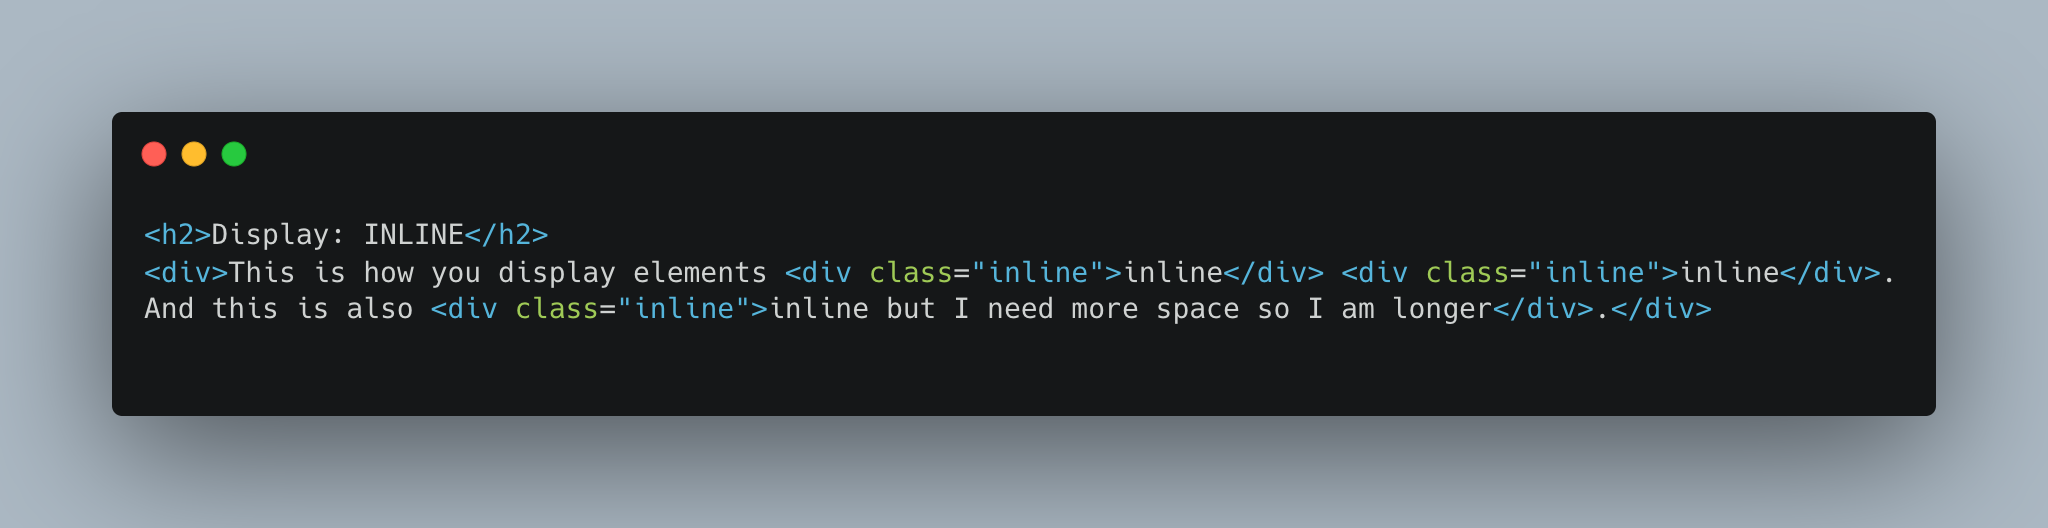 <h2>Display: INLINE</h2>
<div>This is how you display elements <div class="inline">inline</div> <div class="inline">inline</div>.
And this is also <div class="inline">inline but I need more space so I am longer</div>.</div>